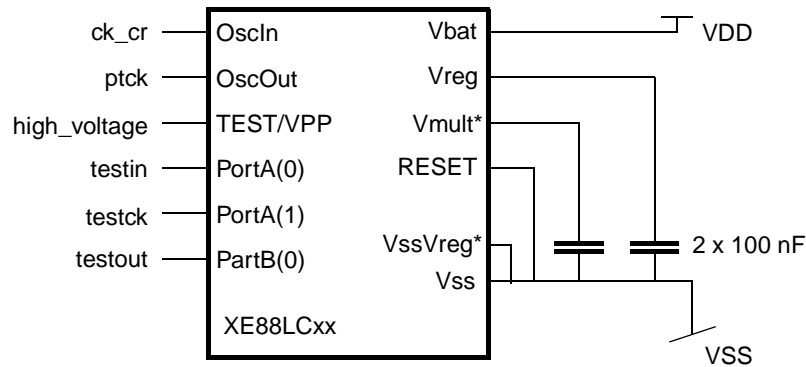 ck_cr OscIn Vbat VDD
ptck OscOut Vreg
high_voltage TEST/VPP Vmult*
testin PortA(0) RESET
testck PortA(1)
testout PartB(0) VssVreg* 2 x 100 nF
Vss
XE88LCxx
VSS